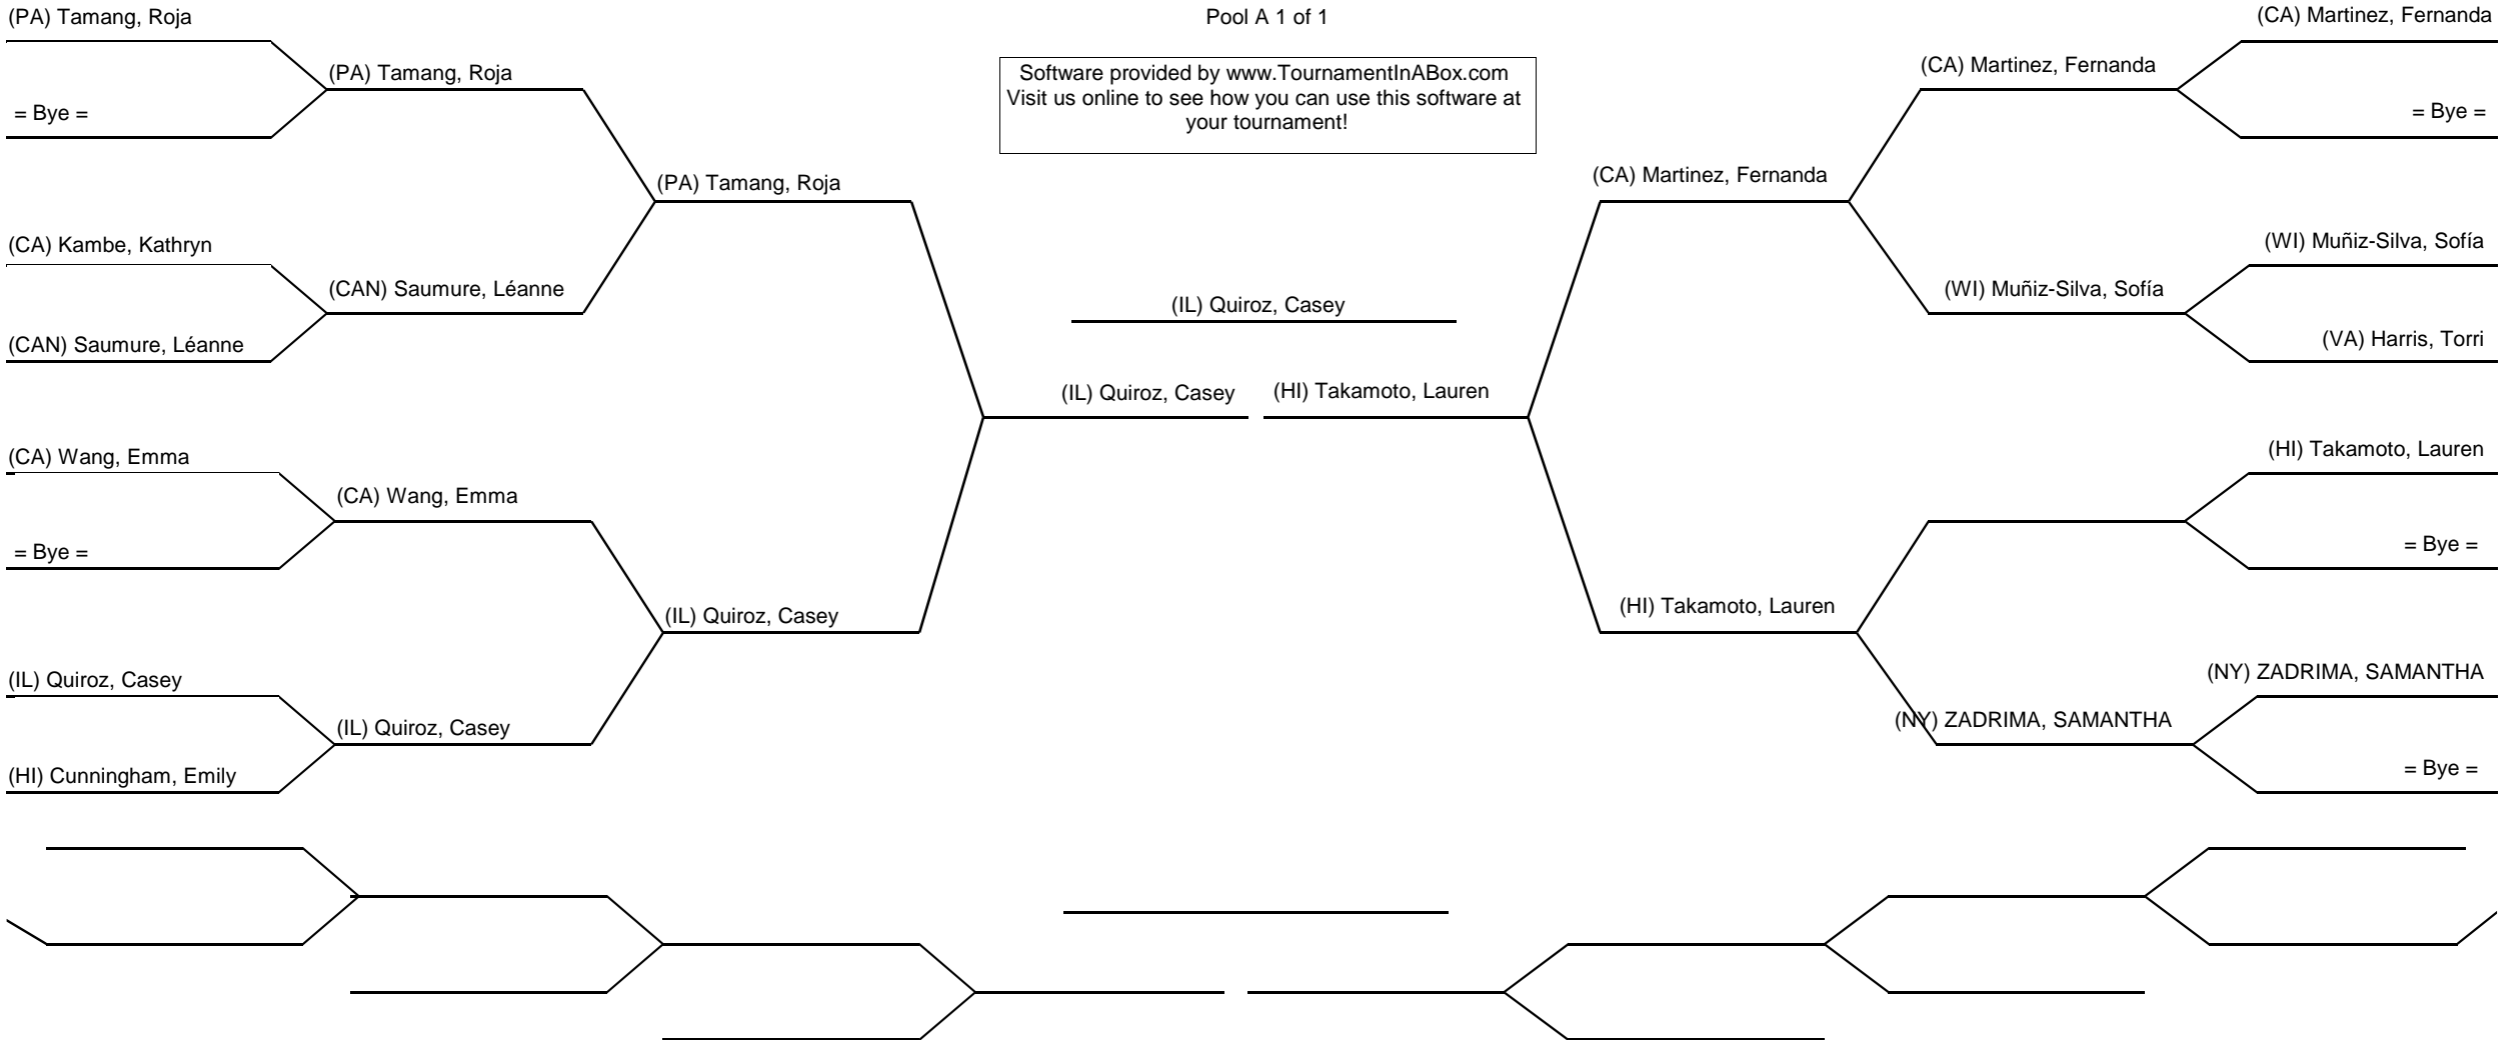 (PA) Tamang, Roja
Pool A 1 of 1
(CA) Martinez, Fernanda
Software provided by www.TournamentInABox.com
Visit us online to see how you can use this software at
your tournament!
(PA) Tamang, Roja
(CA) Martinez, Fernanda
= Bye =
= Bye =
(PA) Tamang, Roja
(CA) Martinez, Fernanda
(CA) Kambe, Kathryn
(WI) Muñiz-Silva, Sofía
(CAN) Saumure, Léanne
(IL) Quiroz, Casey
(WI) Muñiz-Silva, Sofía
(CAN) Saumure, Léanne
(VA) Harris, Torri
(IL) Quiroz, Casey
(HI) Takamoto, Lauren
(CA) Wang, Emma
(HI) Takamoto, Lauren
(CA) Wang, Emma
= Bye =
= Bye =
(IL) Quiroz, Casey
(HI) Takamoto, Lauren
(IL) Quiroz, Casey
(NY) ZADRIMA, SAMANTHA
(IL) Quiroz, Casey
(NY) ZADRIMA, SAMANTHA
(HI) Cunningham, Emily
= Bye =